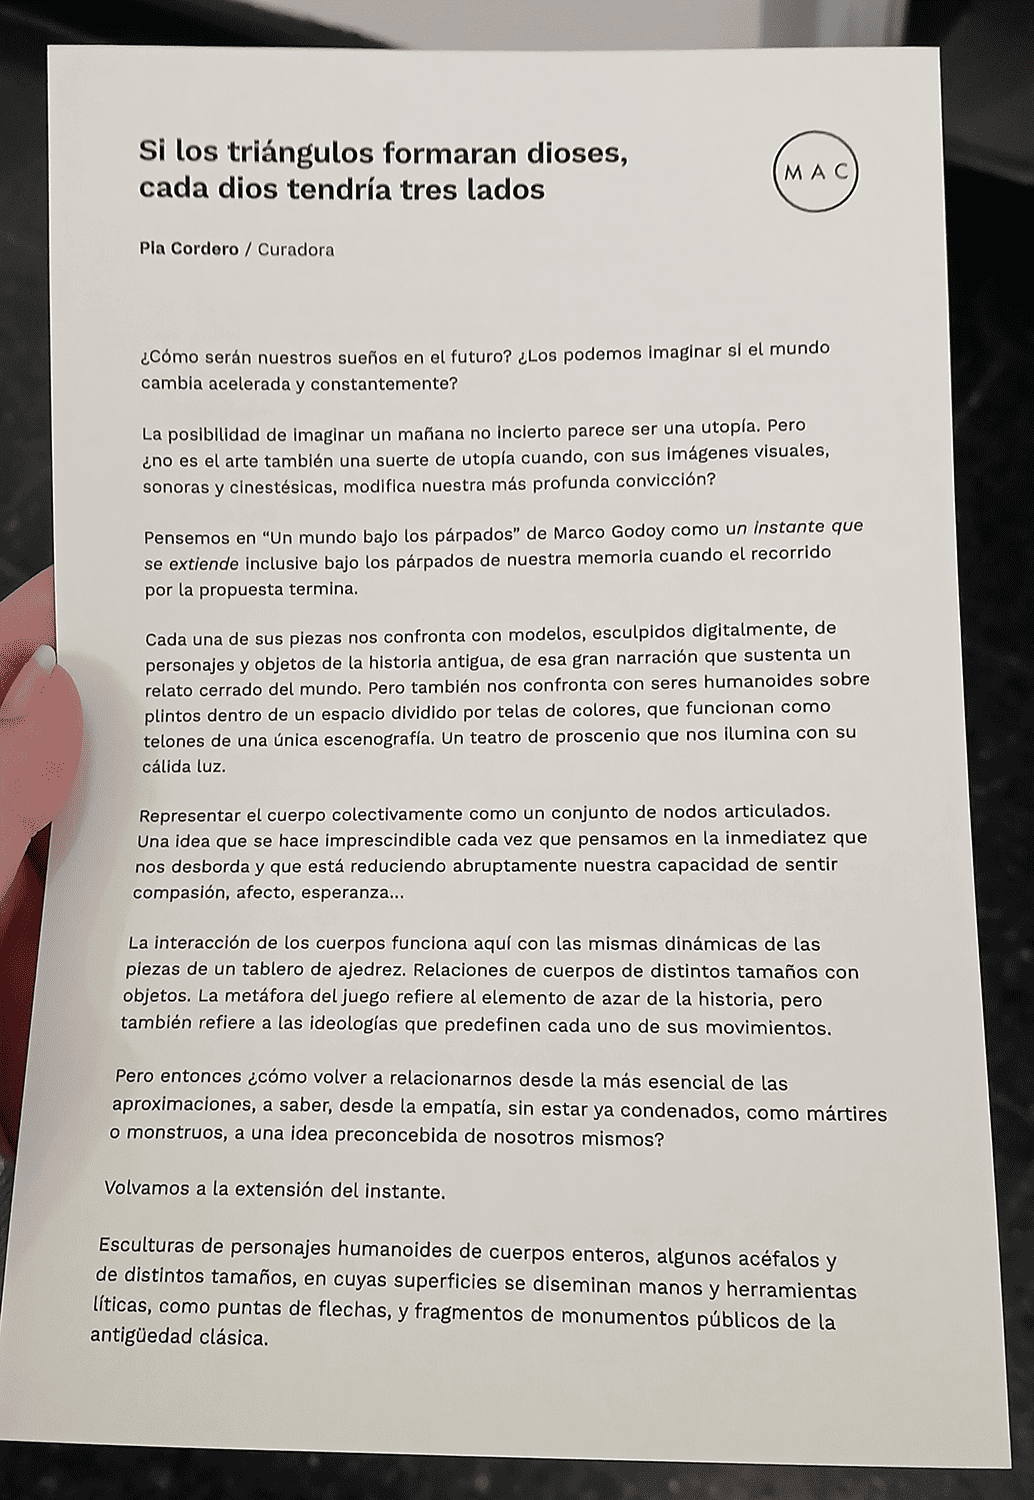 Si los triángulos formaran dioses,
cada dios tendría tres lados
MAC
Pia Cordero / Curadora
¿Cómo serán nuestros sueños en el futuro? ¿Los podemos imaginar si el mundo
cambia acelerada y constantemente?
La posibilidad de imaginar un mañana no incierto parece ser una utopía. Pero
¿no es el arte también una suerte de utopía cuando, con sus imágenes visuales,
sonoras y cinestésicas, modifica nuestra más profunda convicción?
Pensemos en “Un mundo bajo los párpados” de Marco Godoy como un instante que
se extiende inclusive bajo los párpados de nuestra memoria cuando el recorrido
por la propuesta termina.
Cada una de sus piezas nos confronta con modelos, esculpidos digitalmente, de
personajes y objetos de la historia antigua, de esa gran narración que sustenta un
relato cerrado del mundo. Pero también nos confronta con seres humanoides sobre
plintos dentro de un espacio dividido por telas de colores, que funcionan como
telones de una única escenografía. Un teatro de proscenio que nos ilumina con su
cálida luz.
Representar el cuerpo colectivamente como un conjunto de nodos articulados.
Una idea que se hace imprescindible cada vez que pensamos en la inmediatez que
nos desborda y que está reduciendo abruptamente nuestra capacidad de sentir
compasión, afecto, esperanza...
La interacción de los cuerpos funciona aquí con las mismas dinámicas de las
piezas de un tablero de ajedrez. Relaciones de cuerpos de distintos tamaños con
objetos. La metáfora del juego refiere al elemento de azar de la historia, pero
también refiere a las ideologías que predefinen cada uno de sus movimientos.
Pero entonces ¿cómo volver a relacionarnos desde la más esencial de las
aproximaciones, a saber, desde la empatía, sin estar ya condenados, como mártires
o monstruos, a una idea preconcebida de nosotros mismos?
Volvamos a la extensión del instante.
Esculturas de personajes humanoides de cuerpos enteros, algunos acéfalos y
de distintos tamaños, en cuyas superficies se diseminan manos y herramientas
líticas, como puntas de flechas, y fragmentos de monumentos públicos de la
antigüedad clásica.